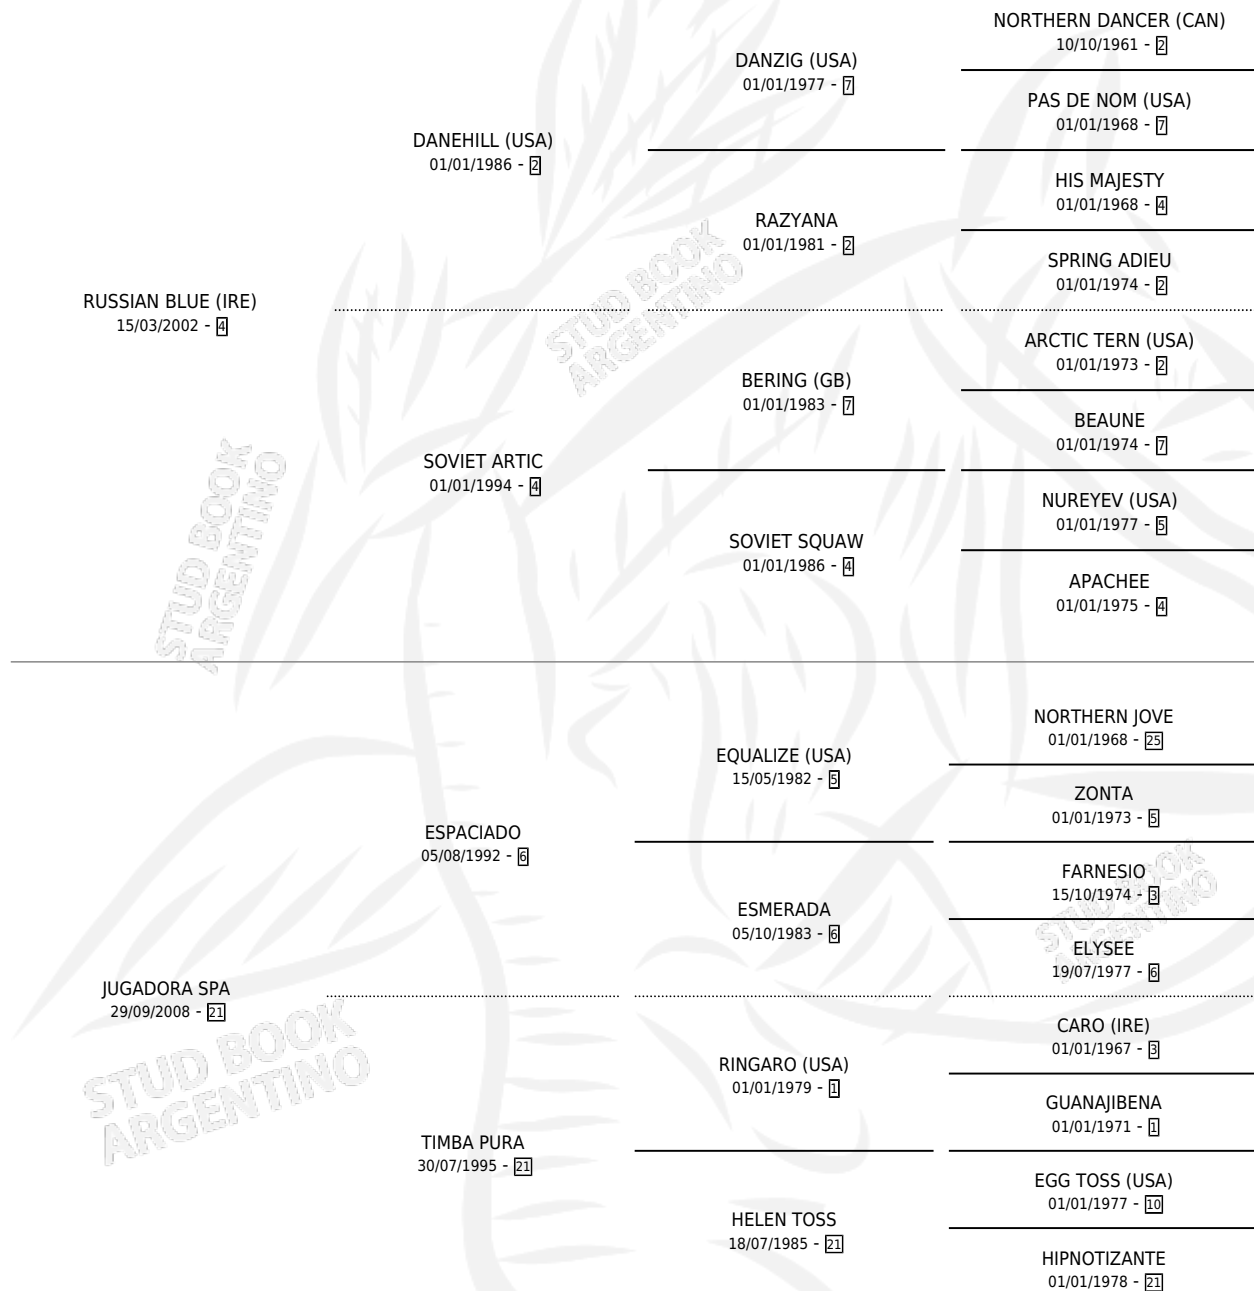 NORTHERN DANCER (CAN)
10/10/1961 - 2
DANZIG (USA)
01/01/1977 - 7
PAS DE NOM (USA)
01/01/1968 - 7
DANEHILL (USA)
01/01/1986 - 2
HIS MAJESTY
01/01/1968 - 4
RAZYANA
01/01/1981 - 2
SPRING ADIEU
01/01/1974 - 2
RUSSIAN BLUE (IRE)
15/03/2002 - 4
ARCTIC TERN (USA)
01/01/1973 - 2
BERING (GB)
01/01/1983 - 7
BEAUNE
01/01/1974 - 7
SOVIET ARTIC
01/01/1994 - 4
NUREYEV (USA)
01/01/1977 - 5
SOVIET SQUAW
01/01/1986 - 4
APACHEE
01/01/1975 - 4
NORTHERN JOVE
01/01/1968 - 25
EQUALIZE (USA)
15/05/1982 - 5
ZONTA
01/01/1973 - 5
ESPACIADO
05/08/1992 - 6
FARNESIO
15/10/1974 - 3
ESMERADA
05/10/1983 - 6
ELYSEE
19/07/1977 - 6
JUGADORA SPA
29/09/2008 - 21
CARO (IRE)
01/01/1967 - 3
RINGARO (USA)
01/01/1979 - 1
GUANAJIBENA
01/01/1971 - 1
TIMBA PURA
30/07/1995 - 21
EGG TOSS (USA)
01/01/1977 - 10
HELEN TOSS
18/07/1985 - 21
HIPNOTIZANTE
01/01/1978 - 21
STUD BOOK
ARGENTINO
STUD BOOK
ARGENTINO
STUD BOOK
ARGENTINO
STUD BOOK
ARGENTINO